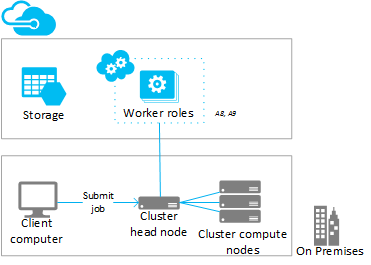 Storage
Worker roles
A8, A9
Submit
job
Client
computer
Cluster
head node
Cluster compute
nodes
On Premises